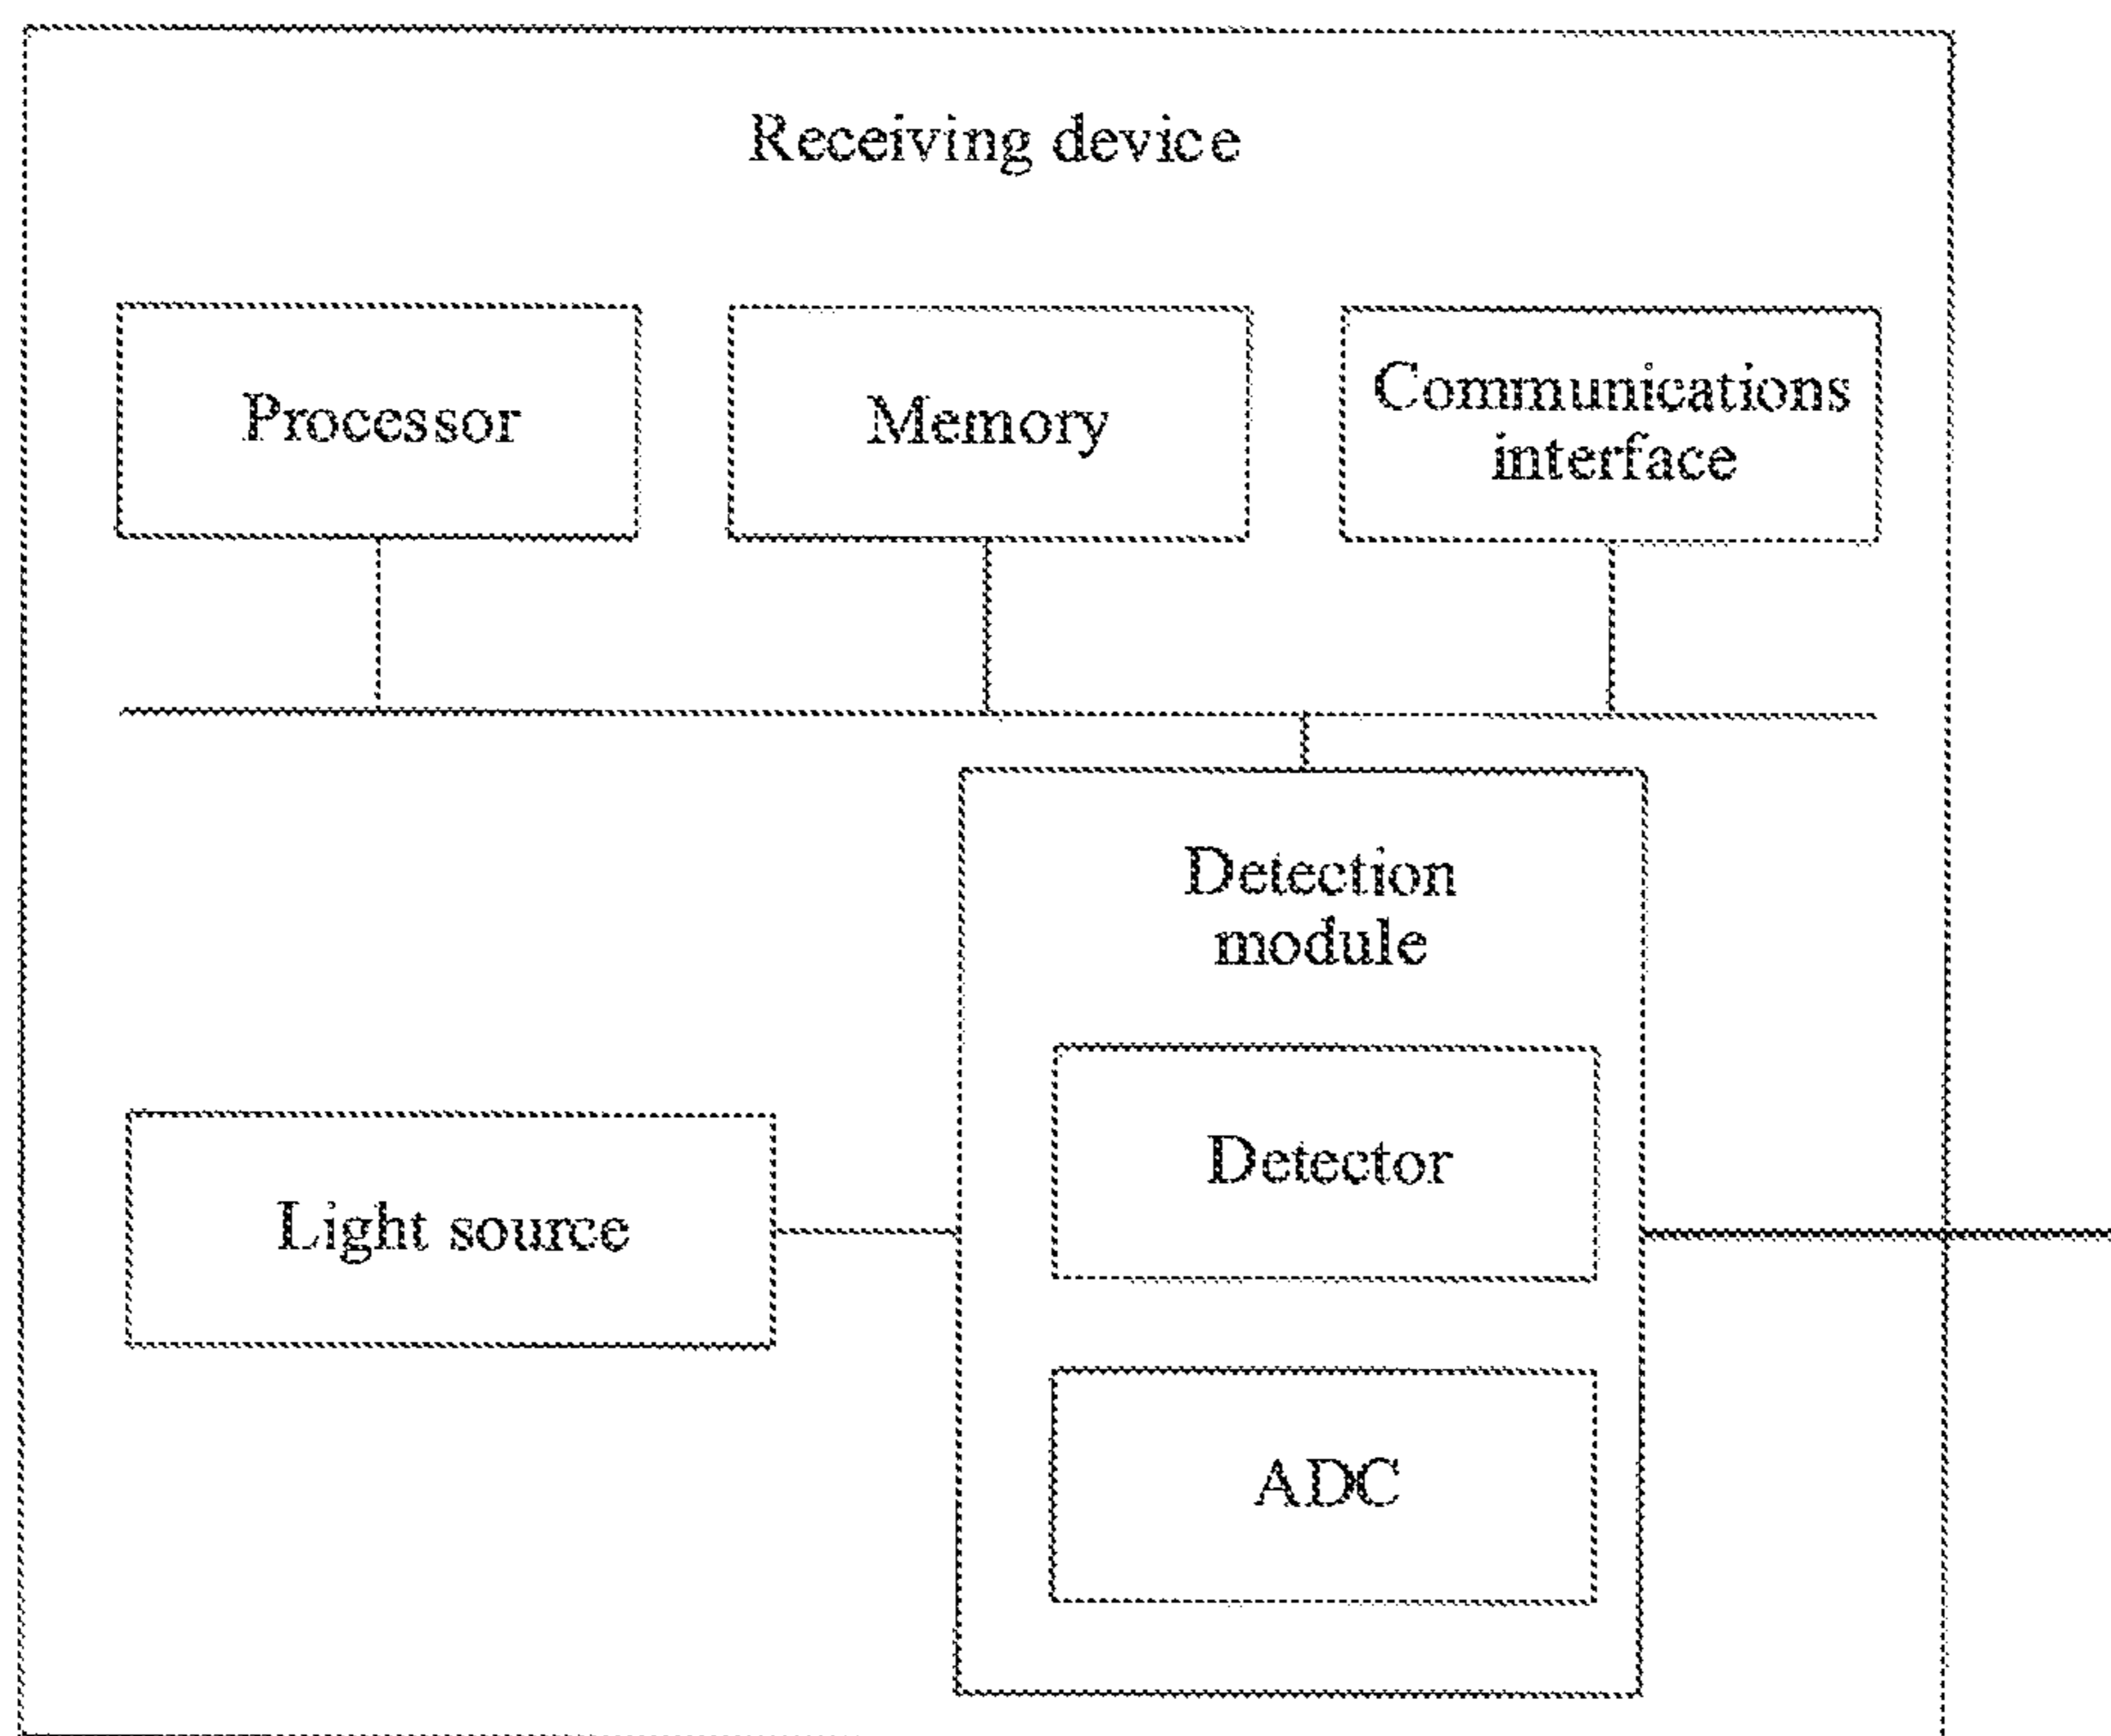 Receiving device
Processor
Memory
Communications
interface
Detection
module
Detector
Light source
ADC